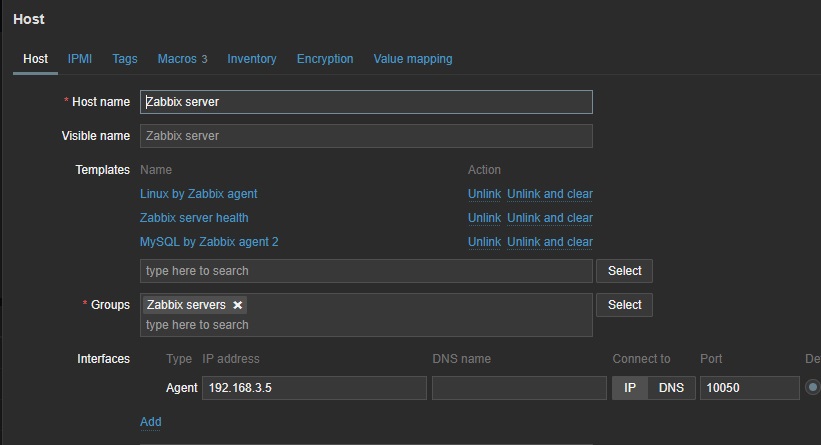 Host
Host IPMI Tags Macros 3 Inventory Encryption Value mapping
* Host name Zabbix server
Visible name Zabbix server
Templates Name Action
Linux by Zabbix agent Unlink Unlink and clear
Zabbix server health Unlink Unlink and clear
MySQL by Zabbix agent 2 Unlink Unlink and clear
type here to search Select
* Groups Zabbix servers × Select
type here to search
Interfaces Type IP address DNS name Connect to Port De
Agent 192.168.3.5 IP DNS 10050
Add